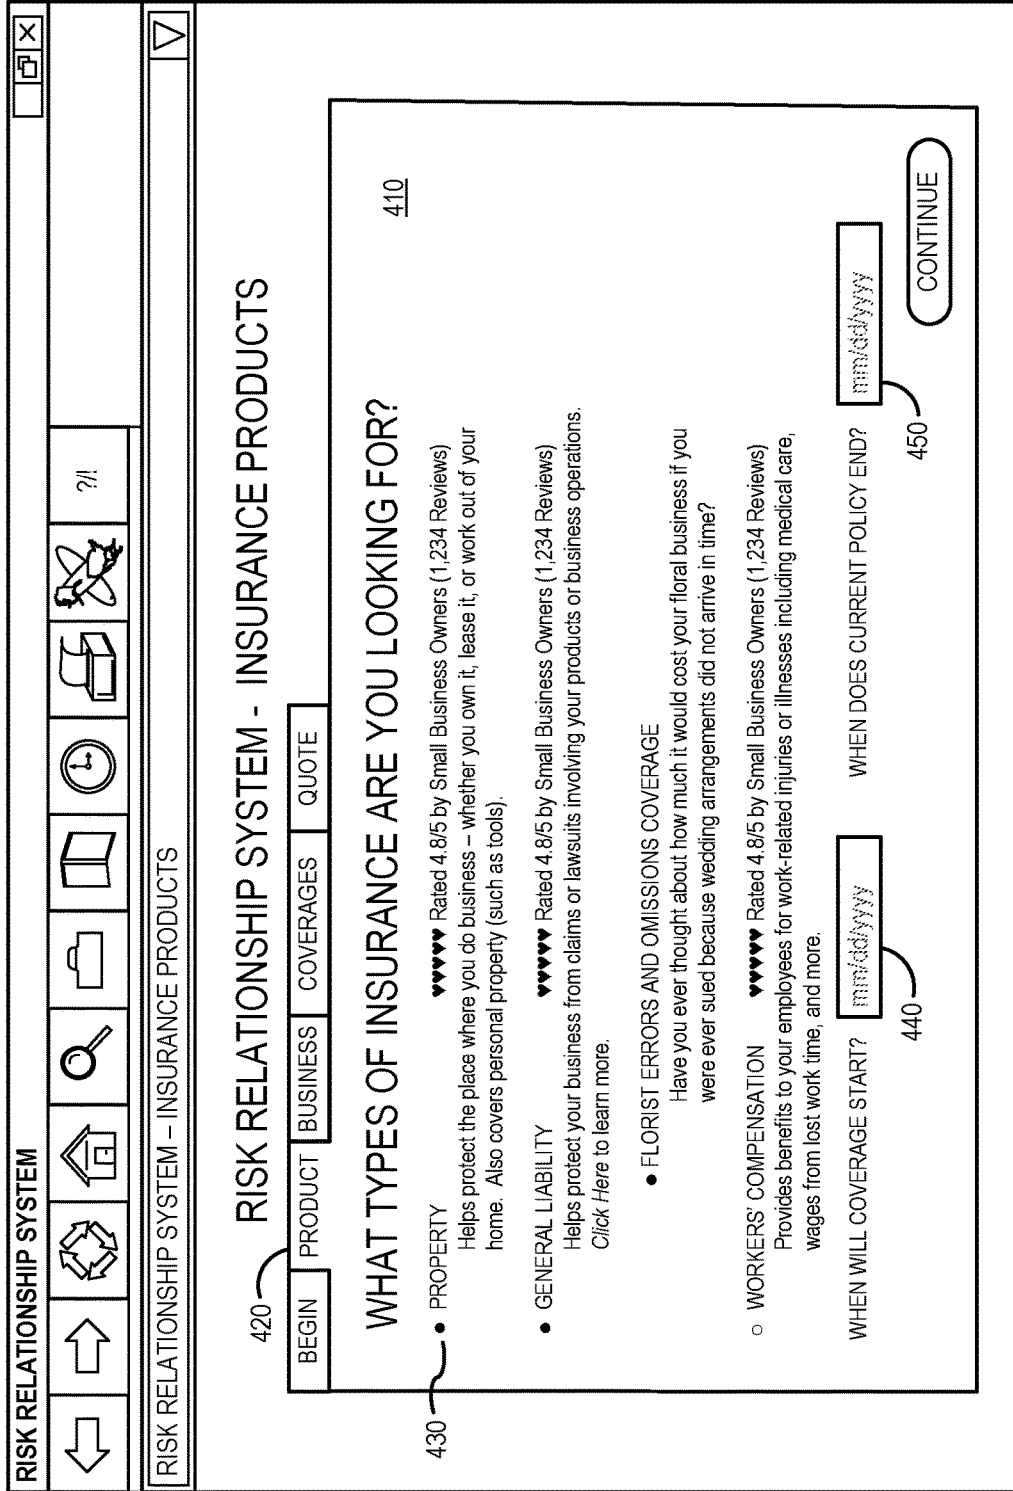 RISK RELATIONSHIP SYSTEM
?/!
RISK RELATIONSHIP SYSTEM – INSURANCE PRODUCTS
RISK RELATIONSHIP SYSTEM - INSURANCE PRODUCTS
420
BEGIN PRODUCT BUSINESS COVERAGES QUOTE
WHAT TYPES OF INSURANCE ARE YOU LOOKING FOR?
410
430
● PROPERTY ♥♥♥♥♥ Rated 4.8/5 by Small Business Owners (1,234 Reviews)
Helps protect the place where you do business – whether you own it, lease it, or work out of your
home. Also covers personal property (such as tools).
● GENERAL LIABILITY ♥♥♥♥♥ Rated 4.8/5 by Small Business Owners (1,234 Reviews)
Helps protect your business from claims or lawsuits involving your products or business operations.
Click Here to learn more.
● FLORIST ERRORS AND OMISSIONS COVERAGE
Have you ever thought about how much it would cost your floral business if you
were ever sued because wedding arrangements did not arrive in time?
○ WORKERS' COMPENSATION ♥♥♥♥♥ Rated 4.8/5 by Small Business Owners (1,234 Reviews)
Provides benefits to your employees for work-related injuries or illnesses including medical care,
wages from lost work time, and more.
WHEN WILL COVERAGE START? mm/dd/yyyy WHEN DOES CURRENT POLICY END? mm/dd/yyyy
440 450
CONTINUE